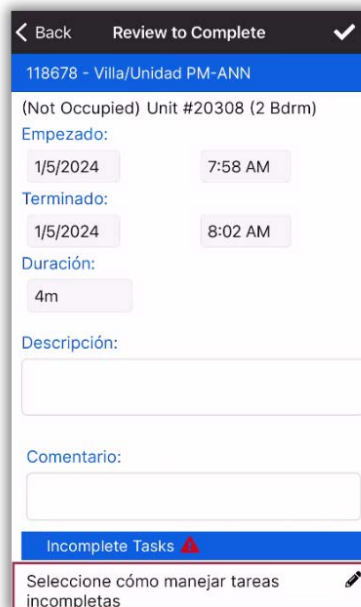 Back Review to Complete
118678 - Villa/Unidad PM-ANN
(Not Occupied) Unit #20308 (2 Bdrm)
Empezado:
1/5/2024 7:58 AM
Terminado:
1/5/2024 8:02 AM
Duración:
4m
Descripción:
Comentario:
Incomplete Tasks
Seleccione cómo manejar tareas
incompletas